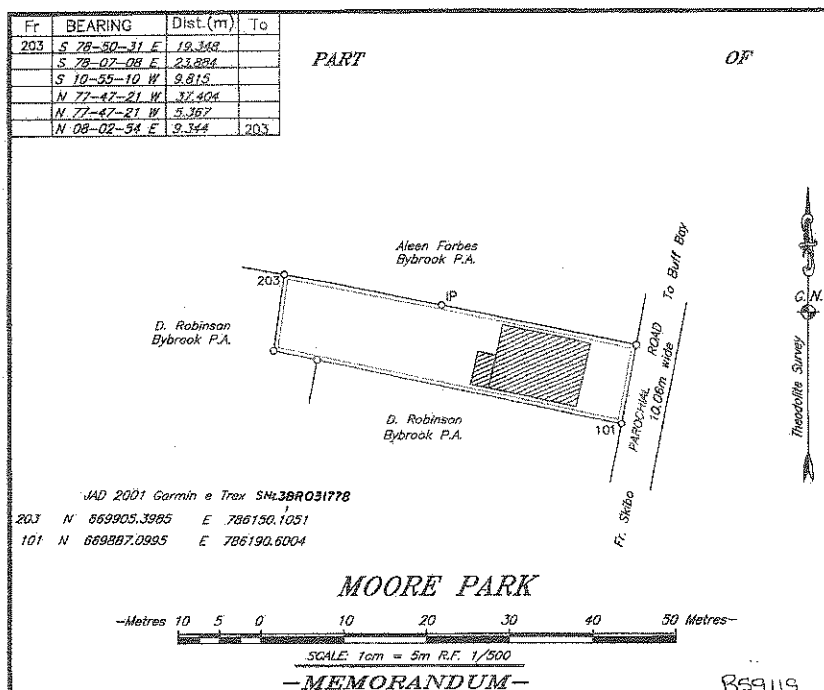 Fr BEARING Dist.(m) To
203 S 78-50-31 E 19.348
S 78-07-08 E 23.884
S 10-55-10 W 9.815
N 77-47-21 W 37.404
N 77-47-21 W 5.367
N 08-02-54 E 9.344 203
PART OF
Aleen Forbes
Bybrook P.A.
203
IP
To Buff Bay
G.N.
D. Robinson
Bybrook P.A.
PAROCHIAL ROAD
10.06m wide
Theodolite Survey
D. Robinson
Bybrook P.A.
101
Fr. Skibo
JAD 2001 Garmin e Trex SNL3BR031778
203 N 669905.3985 E 786150.1051
101 N 669887.0995 E 786190.6004
MOORE PARK
-Metres 10 5 0 10 20 30 40 50 Metres-
SCALE: 1cm = 5m R.F. 1/500
-MEMORANDUM-